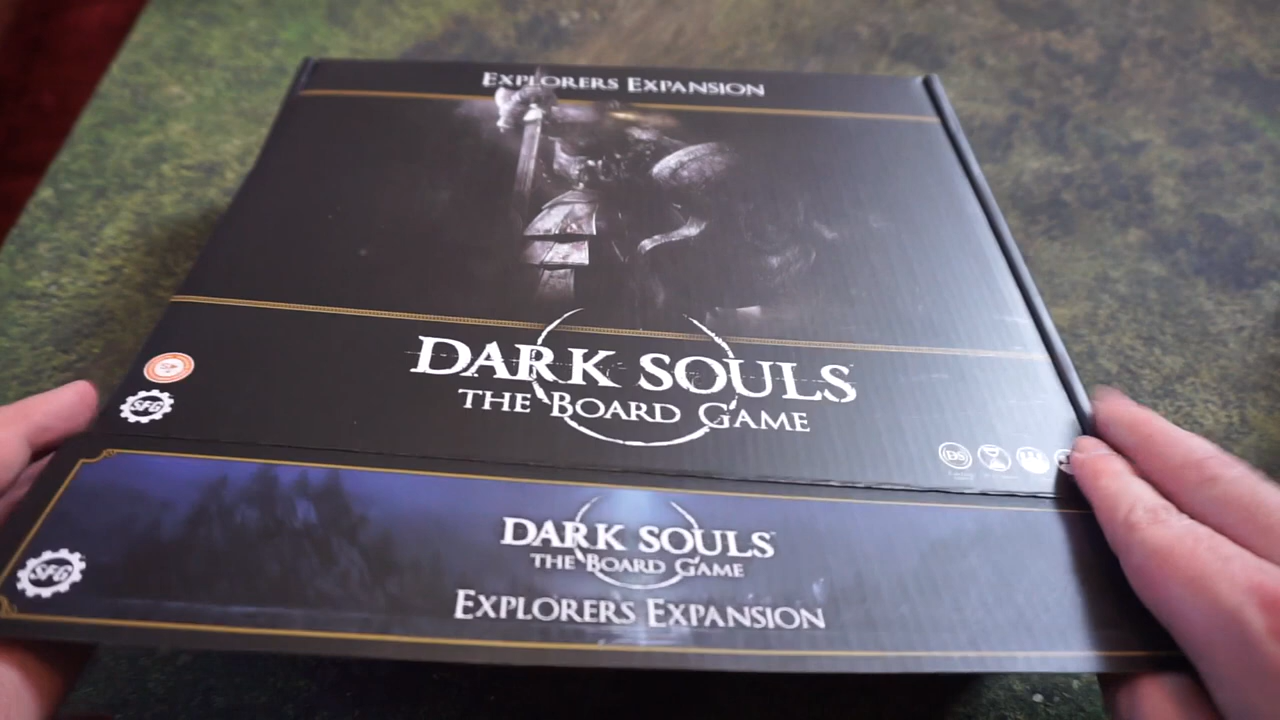 EXPLORERS EXPANSION
DARK SOULS
THE BOARD GAME
SFG
DARK SOULS
THE BOARD GAME
EXPLORERS EXPANSION
SFG